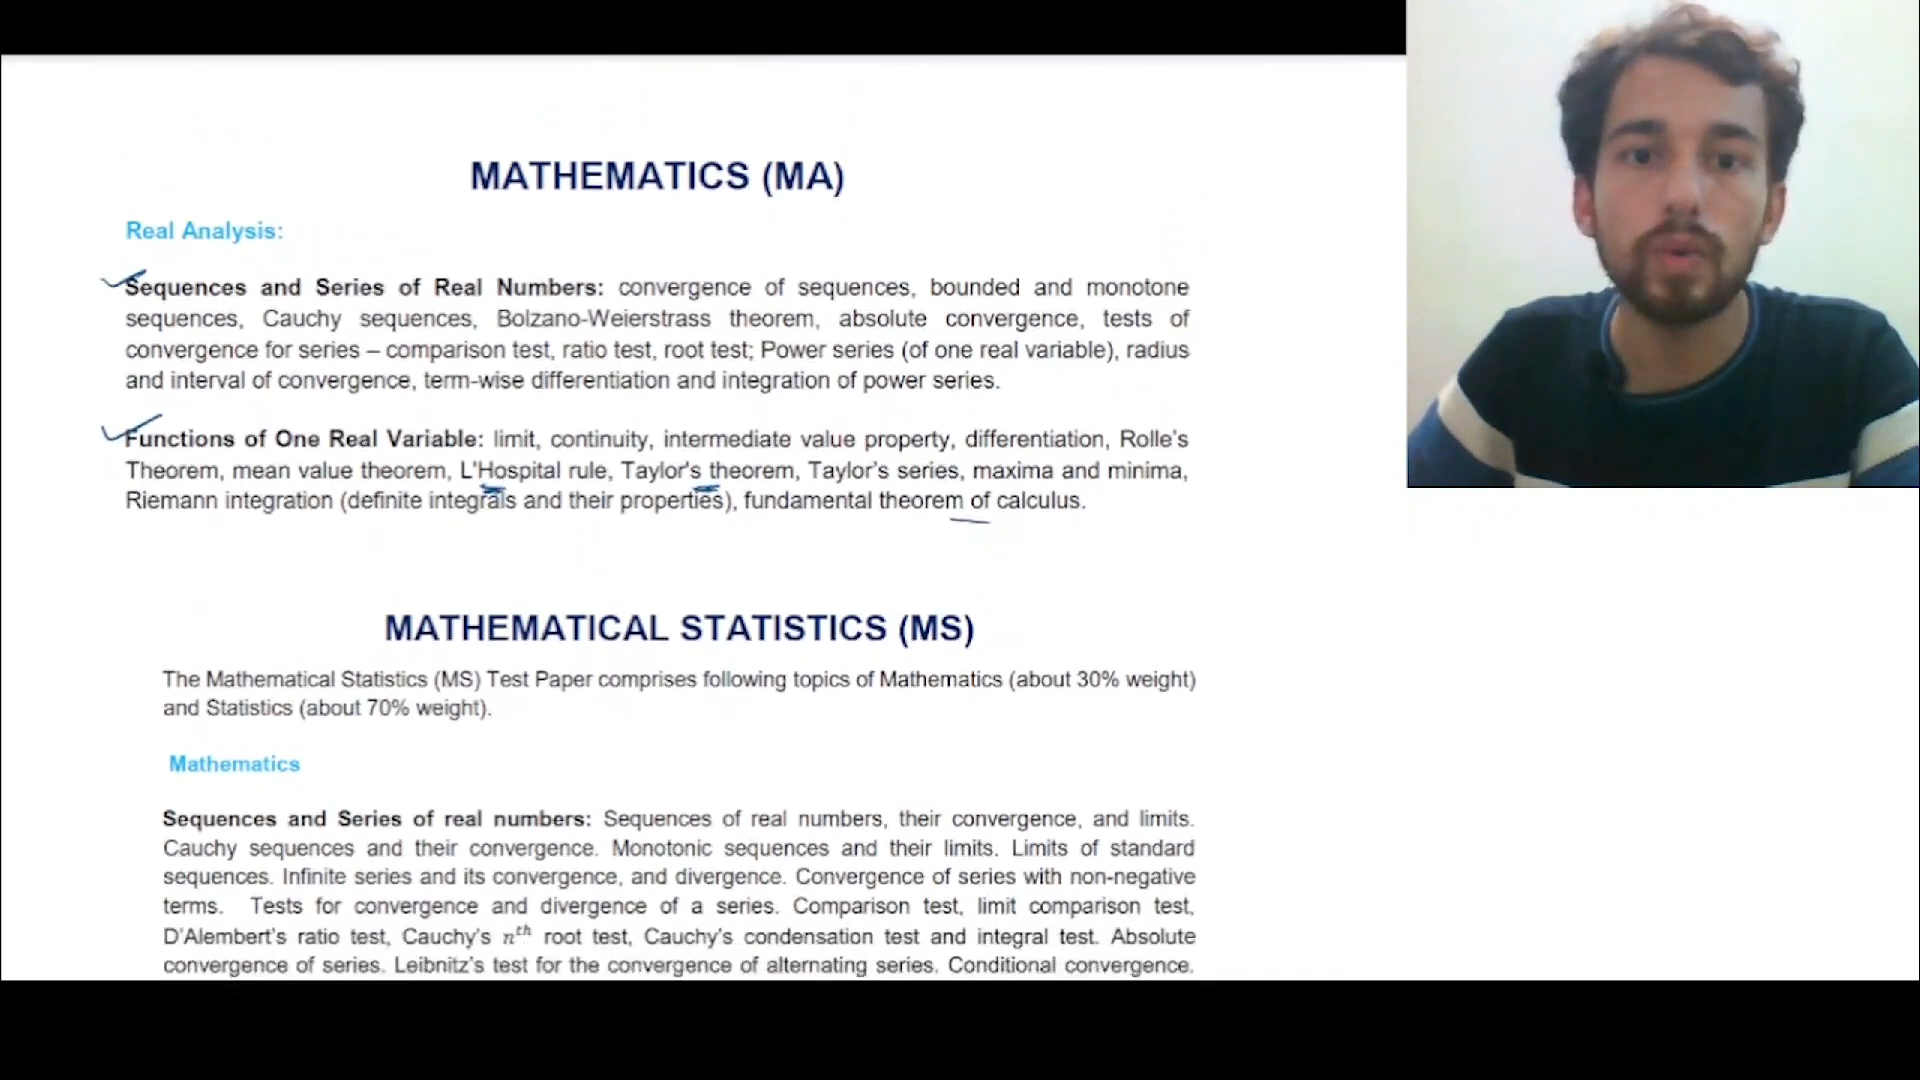 MATHEMATICS (MA)
Real Analysis:
Sequences and Series of Real Numbers: convergence of sequences, bounded and monotone
sequences, Cauchy sequences, Bolzano-Weierstrass theorem, absolute convergence, tests of
convergence for series – comparison test, ratio test, root test; Power series (of one real variable), radius
and interval of convergence, term-wise differentiation and integration of power series.
Functions of One Real Variable: limit, continuity, intermediate value property, differentiation, Rolle's
Theorem, mean value theorem, L'Hospital rule, Taylor's theorem, Taylor's series, maxima and minima,
Riemann integration (definite integrals and their properties), fundamental theorem of calculus.
MATHEMATICAL STATISTICS (MS)
The Mathematical Statistics (MS) Test Paper comprises following topics of Mathematics (about 30% weight)
and Statistics (about 70% weight).
Mathematics
Sequences and Series of real numbers: Sequences of real numbers, their convergence, and limits.
Cauchy sequences and their convergence. Monotonic sequences and their limits. Limits of standard
sequences. Infinite series and its convergence, and divergence. Convergence of series with non-negative
terms. Tests for convergence and divergence of a series. Comparison test, limit comparison test,
D'Alembert's ratio test, Cauchy's n^th root test, Cauchy's condensation test and integral test. Absolute
convergence of series. Leibnitz's test for the convergence of alternating series. Conditional convergence.